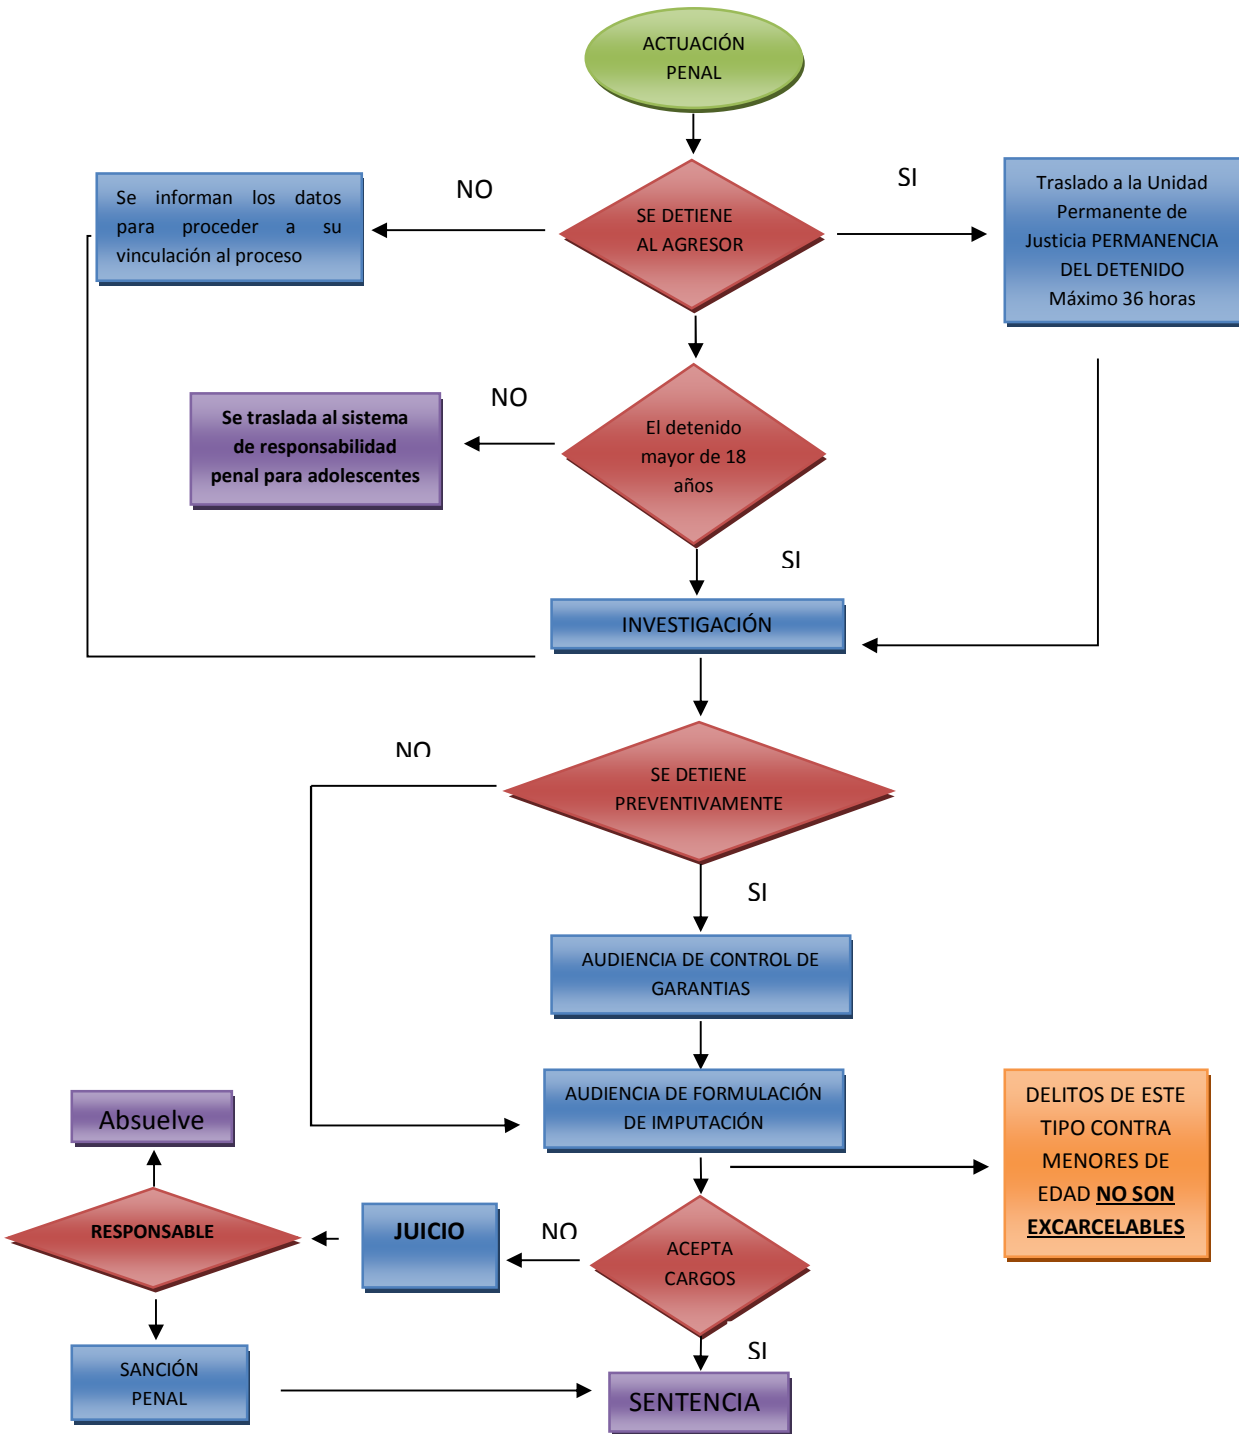 ACTUACIÓN
PENAL
NO
SI
Se informan los datos
para proceder a su
vinculación al proceso
SE DETIENE
AL AGRESOR
Traslado a la Unidad
Permanente de
Justicia PERMANENCIA
DEL DETENIDO
Máximo 36 horas
NO
Se traslada al sistema
de responsabilidad
penal para adolescentes
El detenido
mayor de 18
años
SI
INVESTIGACIÓN
NO
SE DETIENE
PREVENTIVAMENTE
SI
AUDIENCIA DE CONTROL DE
GARANTIAS
AUDIENCIA DE FORMULACIÓN
DE IMPUTACIÓN
DELITOS DE ESTE
TIPO CONTRA
MENORES DE
EDAD NO SON
EXCARCELABLES
Absuelve
RESPONSABLE
JUICIO
NO
ACEPTA
CARGOS
SI
SANCIÓN
PENAL
SENTENCIA